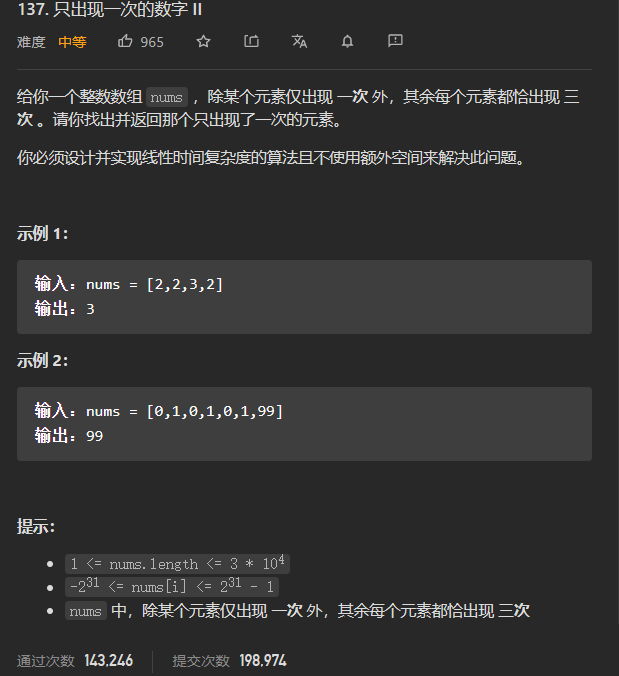 137. 只出现一次的数字 II
难度 中等 965
给你一个整数数组 nums ，除某个元素仅出现 一次 外，其余每个元素都恰出现 三
次 。请你找出并返回那个只出现了一次的元素。
你必须设计并实现线性时间复杂度的算法且不使用额外空间来解决此问题。
示例 1：
输入：nums = [2,2,3,2]
输出：3
示例 2：
输入：nums = [0,1,0,1,0,1,99]
输出：99
提示：
1 <= nums.length <= 3 * 10⁴
-2³¹ <= nums[i] <= 2³¹ - 1
nums 中，除某个元素仅出现 一次 外，其余每个元素都恰出现 三次
通过次数 143,246 提交次数 198,974